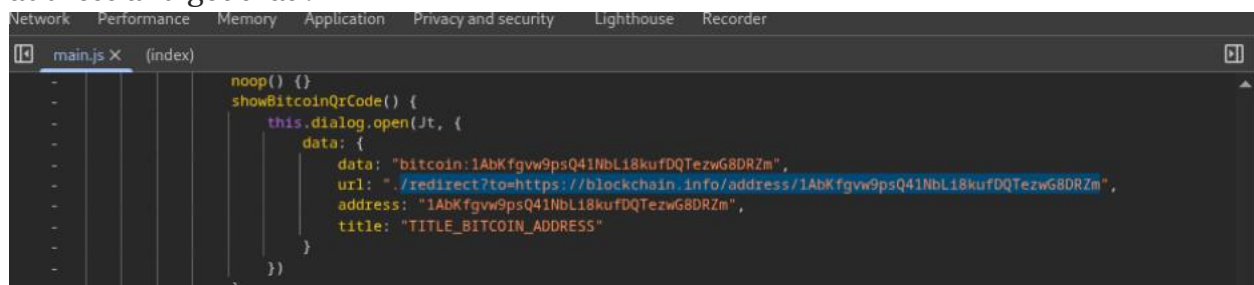 Network Performance Memory Application Privacy and security Lighthouse Recorder
main.js × (index)
noop() {}
showBitcoinQrCode() {
this.dialog.open(Jt, {
data: {
data: "bitcoin:1AbKfgvw9psQ41NbLi8kufDQTezwG8DRZm",
url: "./redirect?to=https://blockchain.info/address/1AbKfgvw9psQ41NbLi8kufDQTezwG8DRZm",
address: "1AbKfgvw9psQ41NbLi8kufDQTezwG8DRZm",
title: "TITLE_BITCOIN_ADDRESS"
}
})